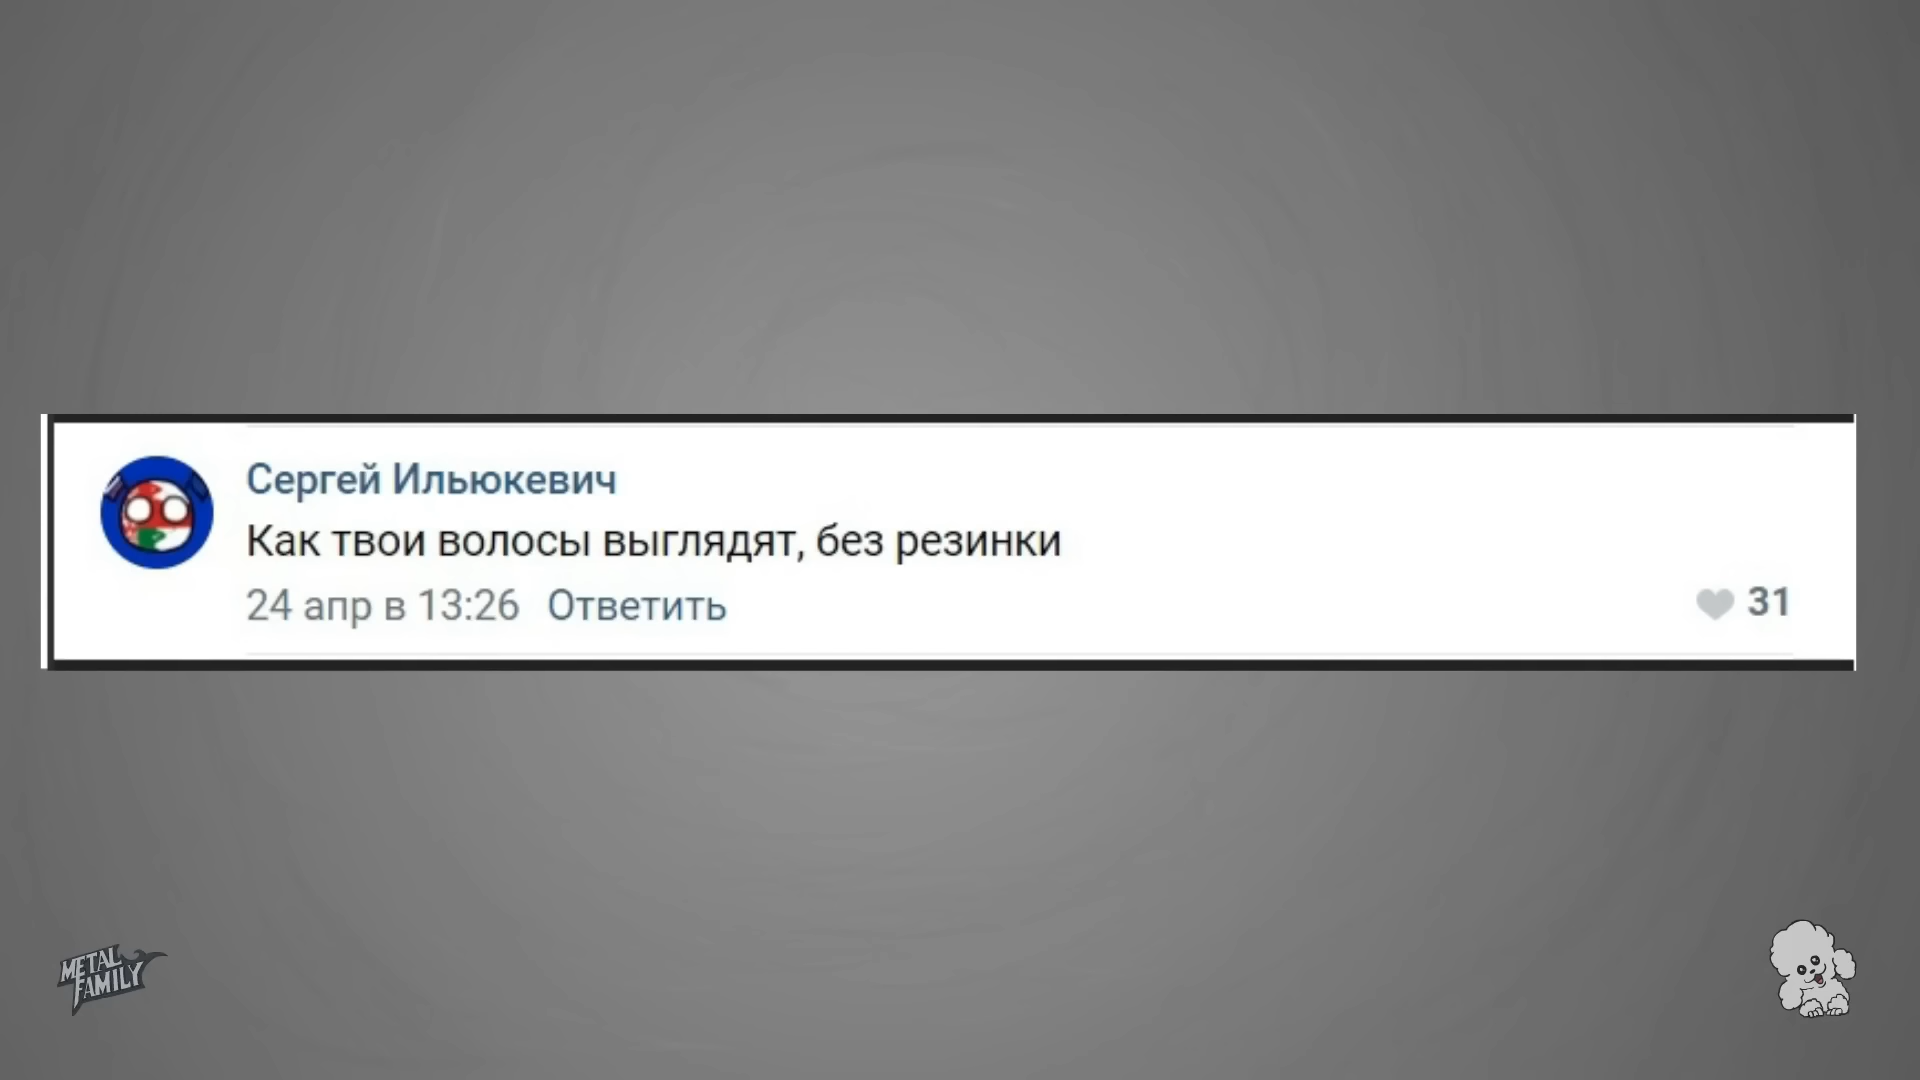 Сергей Ильюкевич
Как твои волосы выглядят, без резинки
24 апр в 13:26 Ответить
31
METAL
FAMILY